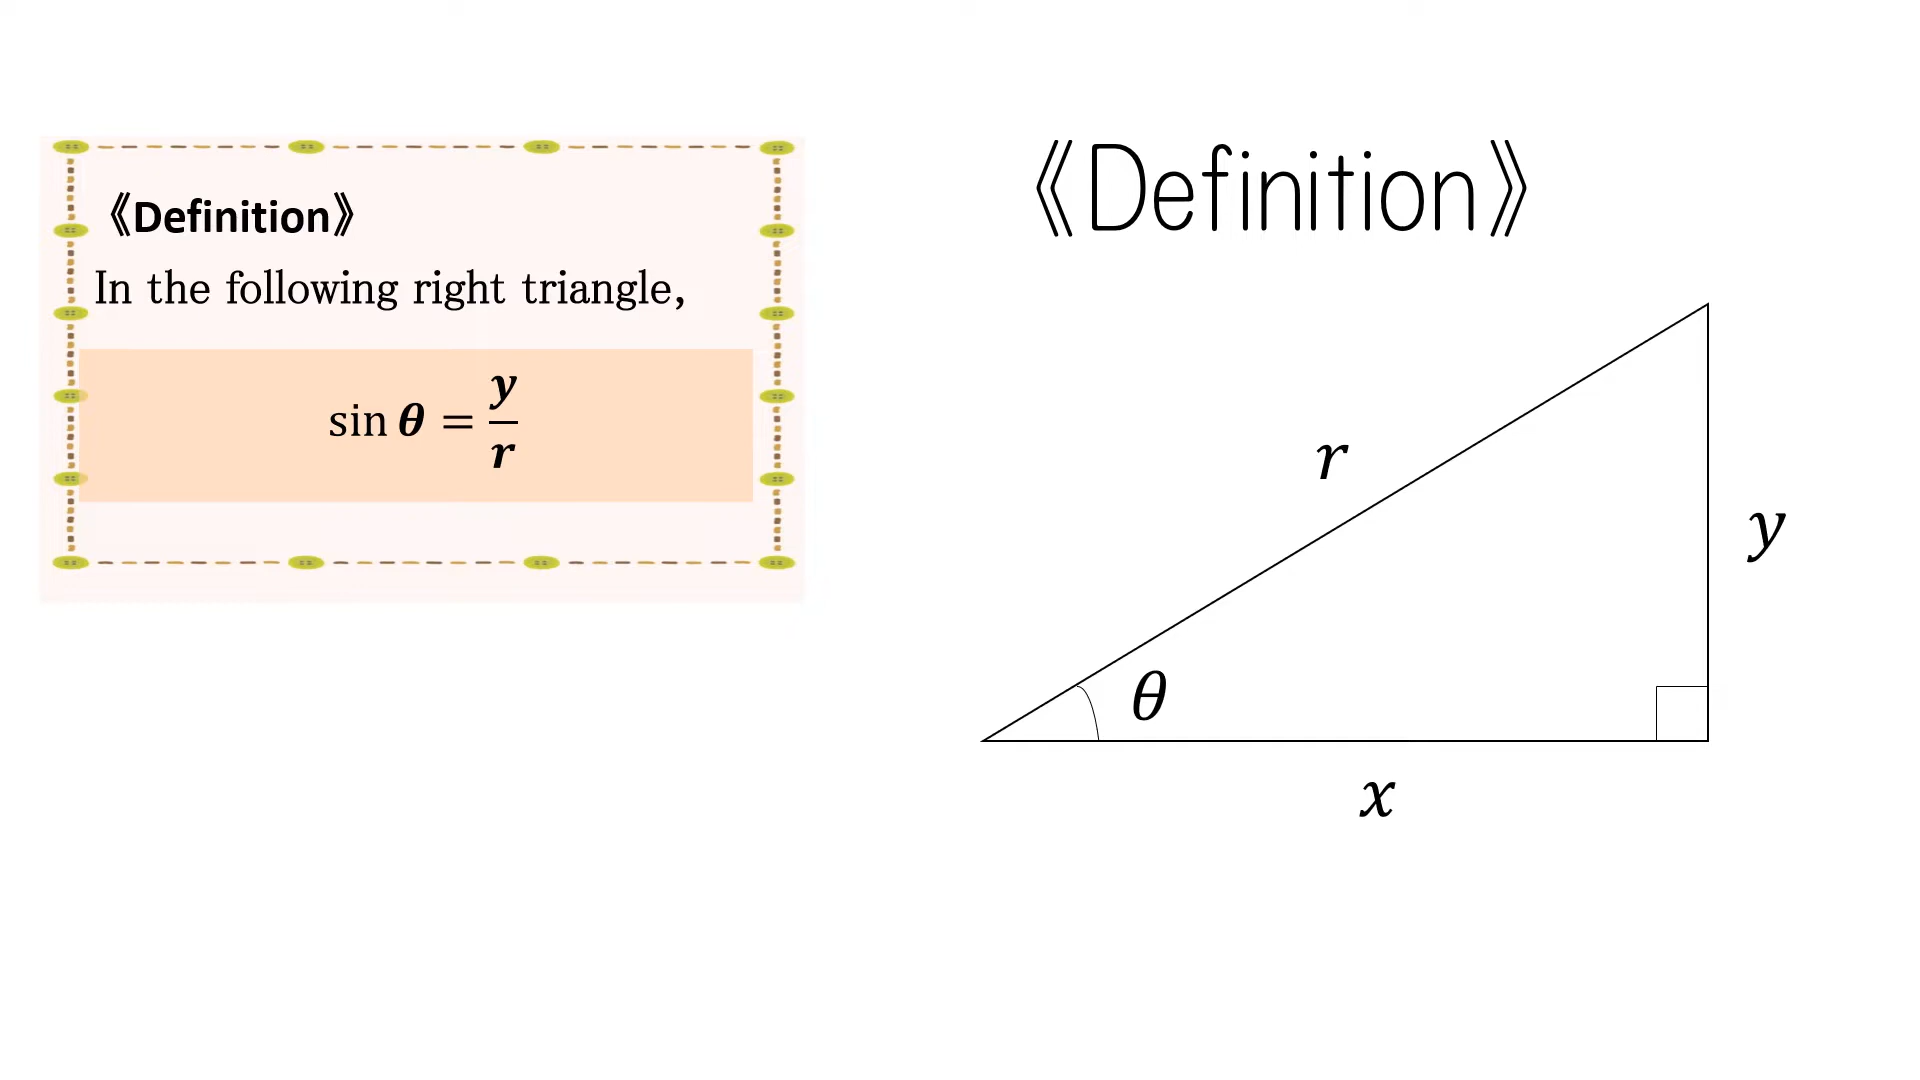 《Definition》
In the following right triangle,
sin θ = y/r
《Definition》
r
y
θ
x